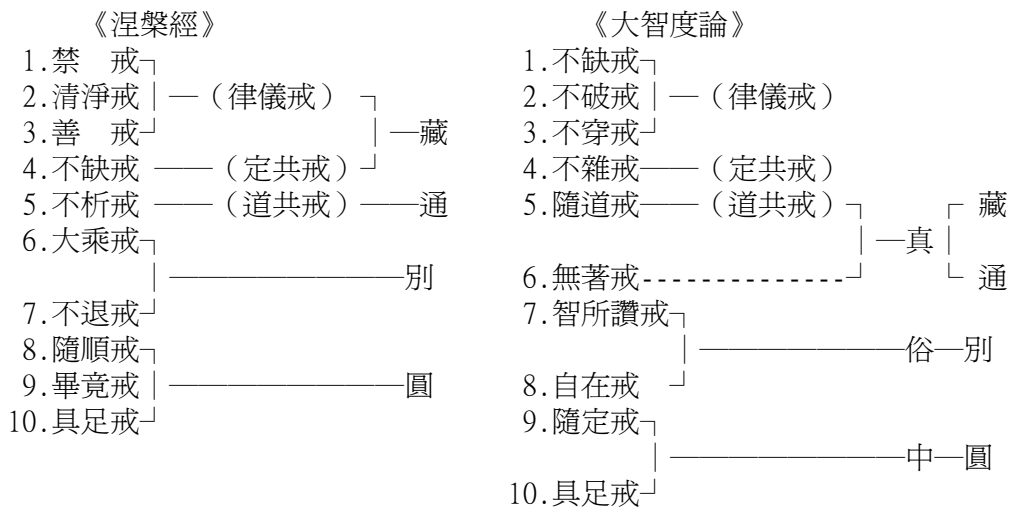 《涅槃經》
1.禁　戒
2.清淨戒 —（律儀戒）
3.善　戒 —藏
4.不缺戒 ——（定共戒）
5.不析戒 ——（道共戒）——通
6.大乘戒
————————別
7.不退戒
8.隨順戒
9.畢竟戒 ————————圓
10.具足戒
《大智度論》
1.不缺戒
2.不破戒 —（律儀戒）
3.不穿戒
4.不雜戒——（定共戒）
5.隨道戒——（道共戒） 藏
—真
6.無著戒-------------- 通
7.智所讚戒
———————俗—別
8.自在戒
9.隨定戒
————————中—圓
10.具足戒